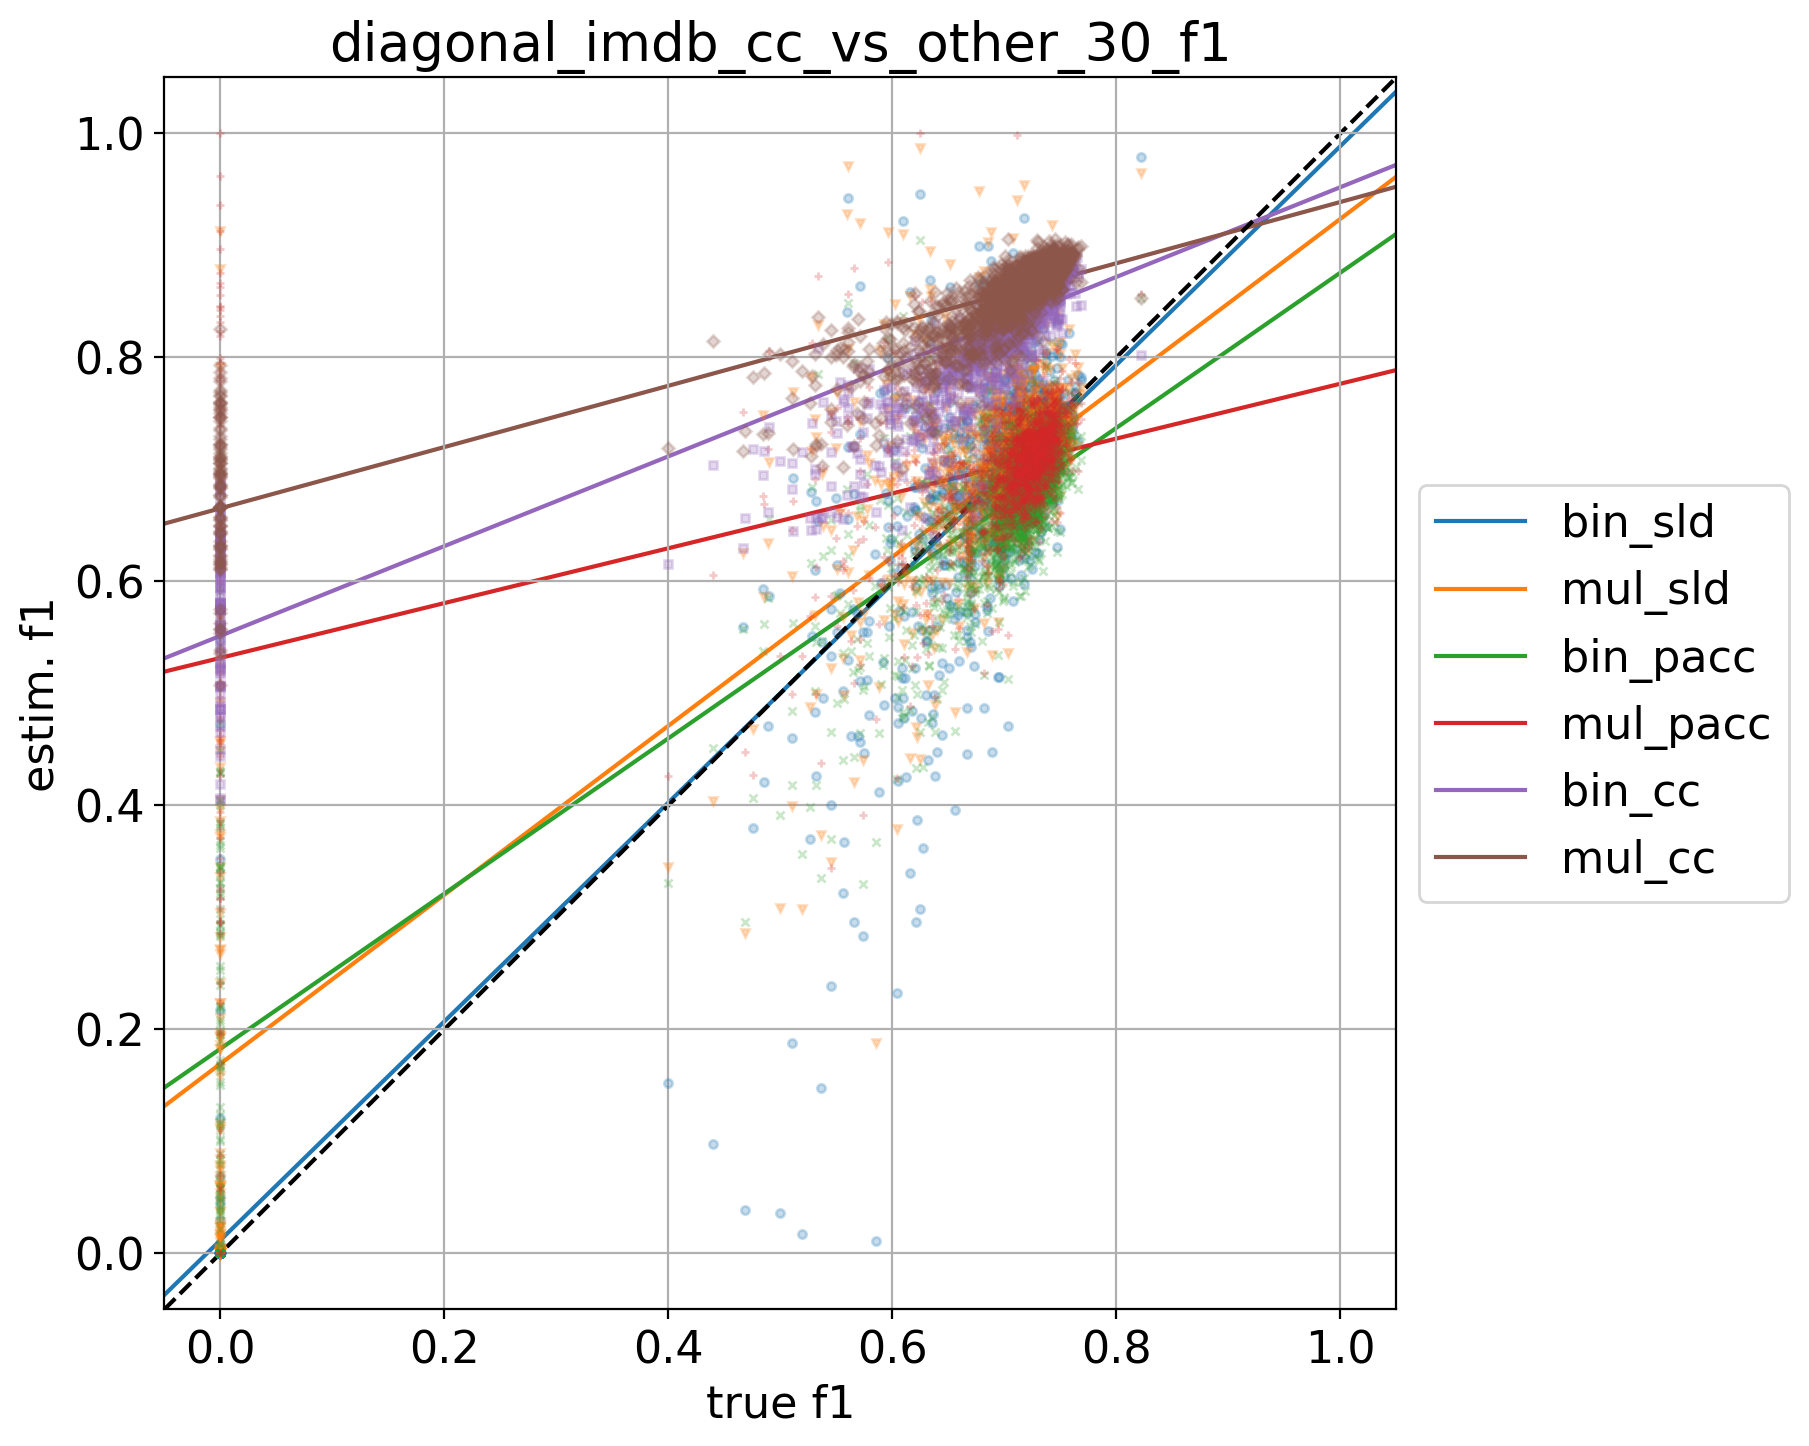 diagonal_imdb_cc_vs_other_30_f1
1.0
0.8
0.6
0.4
0.2
0.0
estim. f1
0.0 0.2 0.4 0.6 0.8 1.0
true f1
bin_sld
mul_sld
bin_pacc
mul_pacc
bin_cc
mul_cc